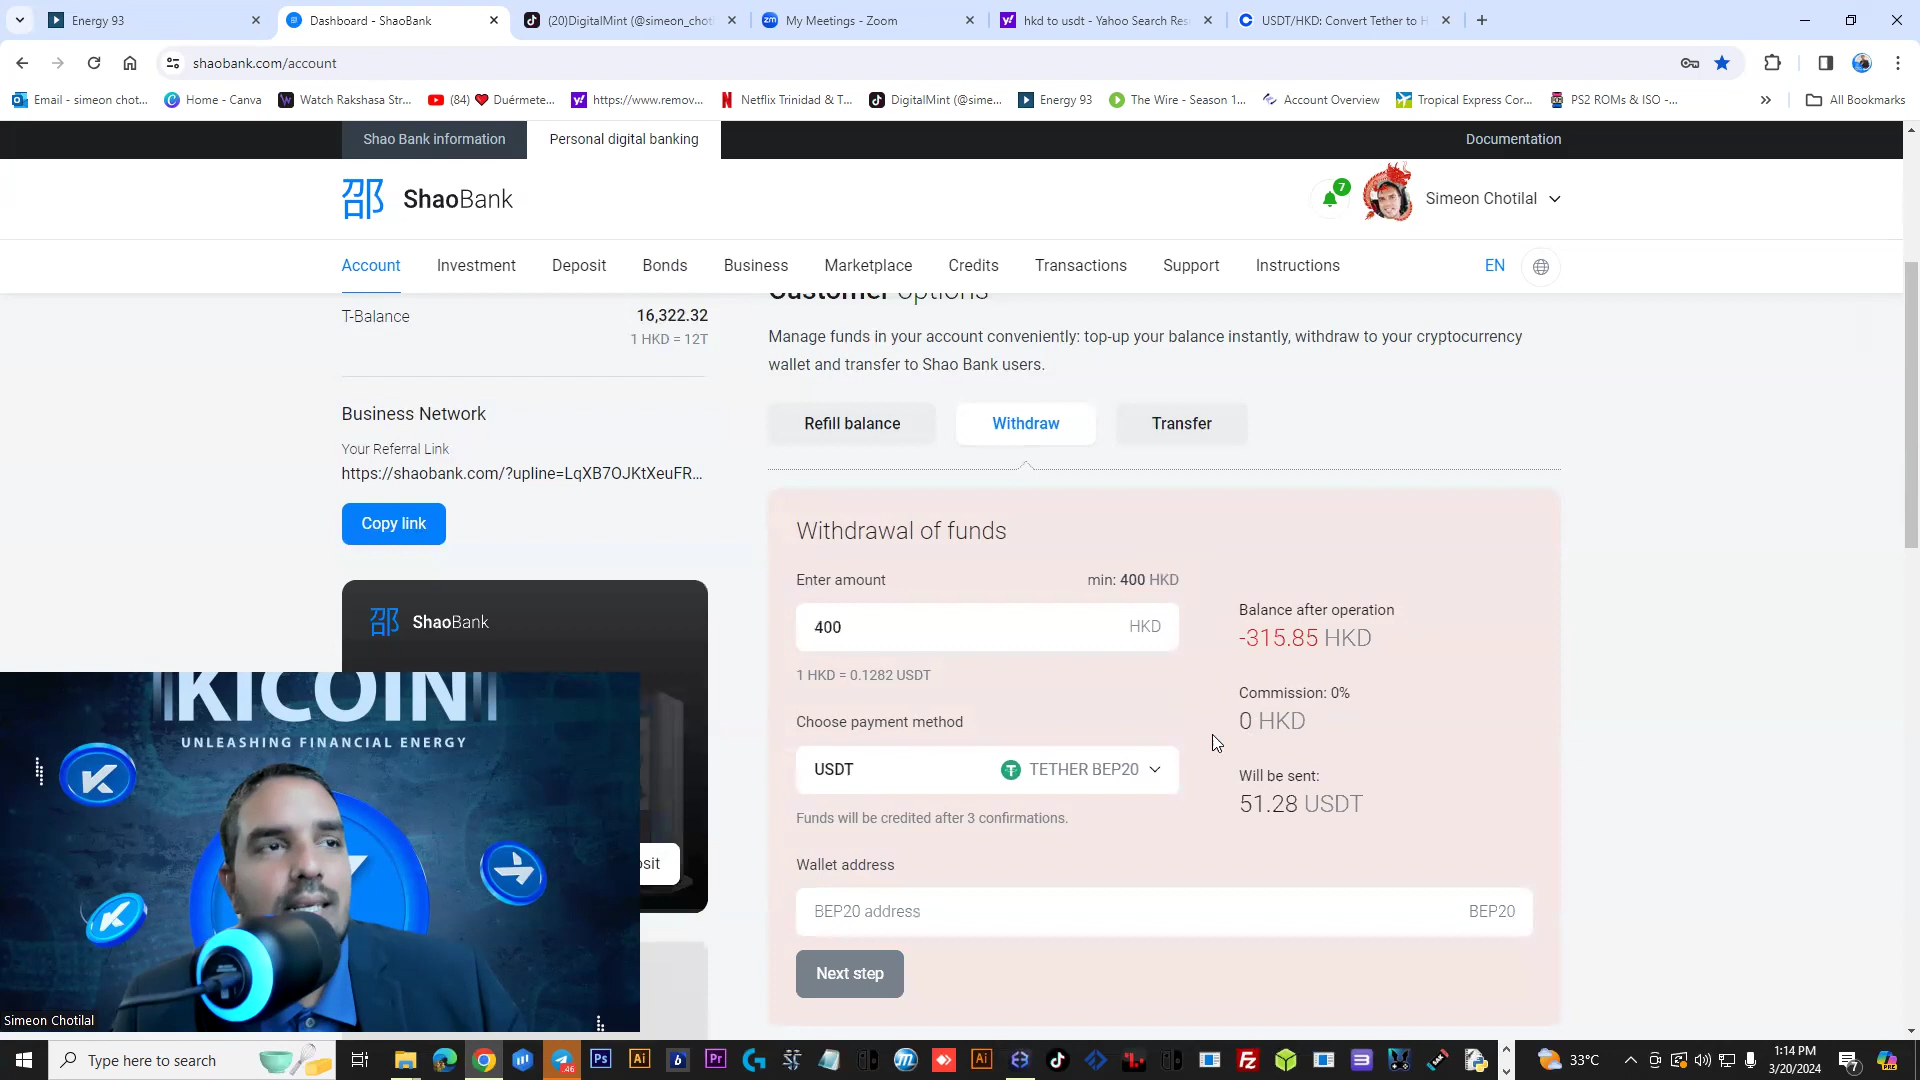 Energy 93
Dashboard - ShaoBank
(20)DigitalMint (@simeon_choti
My Meetings - Zoom
hkd to usdt - Yahoo Search Res
USDT/HKD: Convert Tether to H
shaobank.com/account
Email - simeon chot...
Home - Canva
Watch Rakshasa Str...
(84) ❤ Duérmete...
https://www.remov...
Netflix Trinidad & T...
DigitalMint (@sime...
Energy 93
The Wire - Season 1...
Account Overview
Tropical Express Cor...
PS2 ROMs & ISO -...
All Bookmarks
Shao Bank information
Personal digital banking
Documentation
邵 ShaoBank
7
Simeon Chotilal
Account
Investment
Deposit
Bonds
Business
Marketplace
Credits
Transactions
Support
Instructions
EN
T-Balance
16,322.32
1 HKD = 12T
Business Network
Your Referral Link
https://shaobank.com/?upline=LqXB7OJKtXeuFR...
Copy link
邵 ShaoBank
osit
Customer options
Manage funds in your account conveniently: top-up your balance instantly, withdraw to your cryptocurrency
wallet and transfer to Shao Bank users.
Refill balance
Withdraw
Transfer
Withdrawal of funds
Enter amount
min: 400 HKD
400
HKD
1 HKD = 0.1282 USDT
Choose payment method
USDT
TETHER BEP20
Funds will be credited after 3 confirmations.
Wallet address
BEP20 address
BEP20
Next step
Balance after operation
-315.85 HKD
Commission: 0%
0 HKD
Will be sent:
51.28 USDT
KICOIN
UNLEASHING FINANCIAL ENERGY
Simeon Chotilal
Type here to search
33°C
1:14 PM
3/20/2024
7